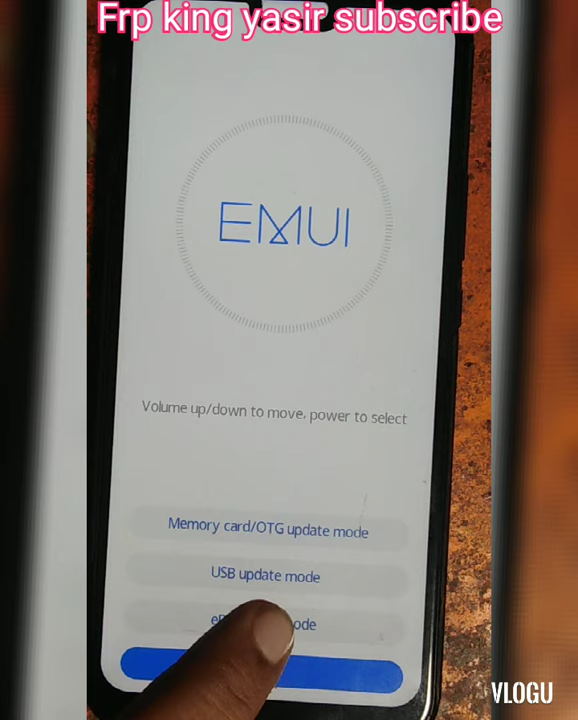 Frp king yasir subscribe
EMUI
Volume up/down to move, power to select
Memory card/OTG update mode
USB update mode
VLOGU